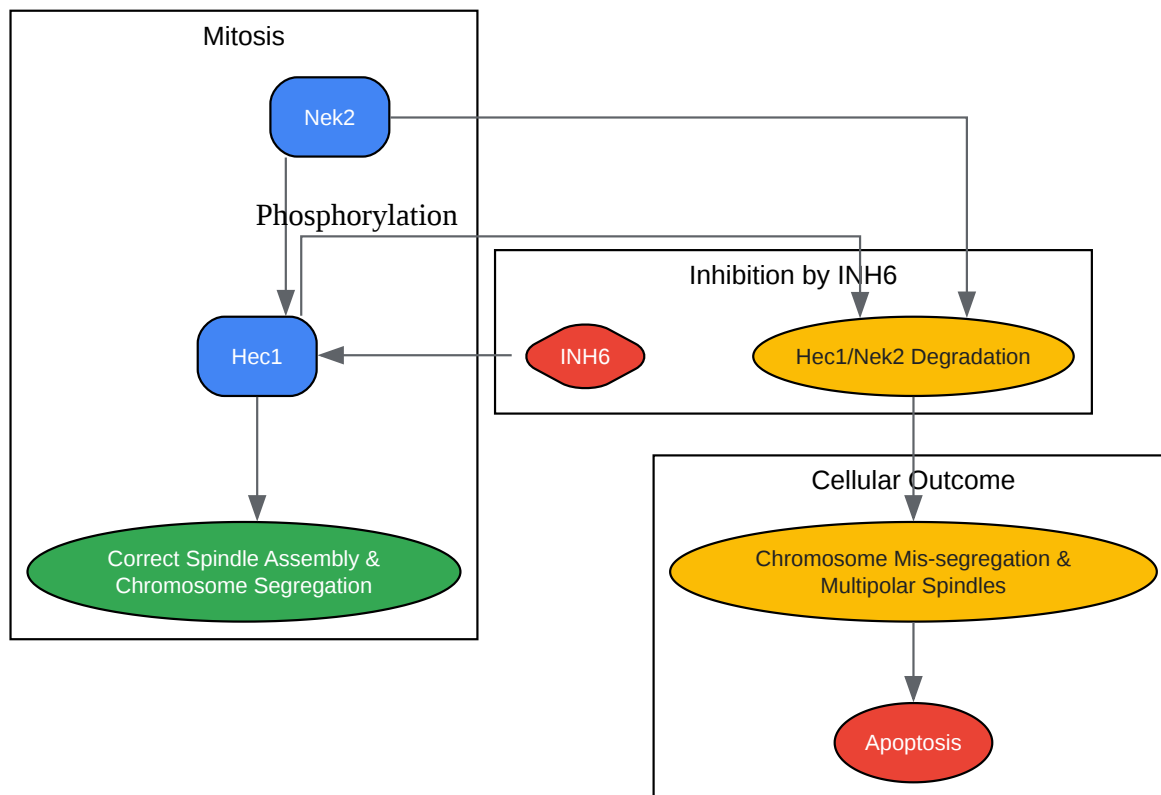 Mitosis
Nek2
Phosphorylation
Inhibition by INH6
Hec1
INH6
Hec1/Nek2 Degradation
Cellular Outcome
Correct Spindle Assembly &
Chromosome Segregation
Chromosome Mis-segregation &
Multipolar Spindles
Apoptosis